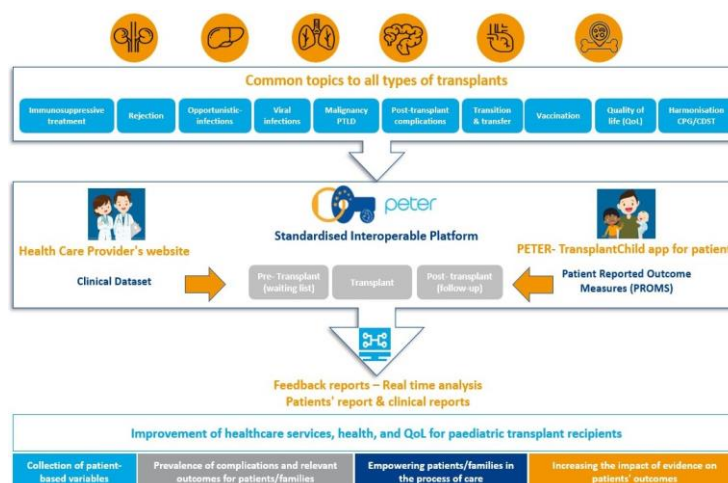 Common topics to all types of transplants
Immunosuppressive
treatment
Rejection
Opportunistic-
infections
Viral
infections
Malignancy
PTLD
Post-transplant
complications
Transition
& transfer
Vaccination
Quality of
life (QoL)
Harmonisation
CPG/CDST
peter
Standardised Interoperable Platform
Health Care Provider's website
Clinical Dataset
PETER- TransplantChild app for patient
Patient Reported Outcome
Measures (PROMS)
Pre- Transplant
(waiting list)
Transplant
Post- transplant
(follow-up)
Feedback reports – Real time analysis
Patients' report & clinical reports
Improvement of healthcare services, health, and QoL for paediatric transplant recipients
Collection of patient-
based variables
Prevalence of complications and relevant
outcomes for patients/families
Empowering patients/families in
the process of care
Increasing the impact of evidence on
patients' outcomes